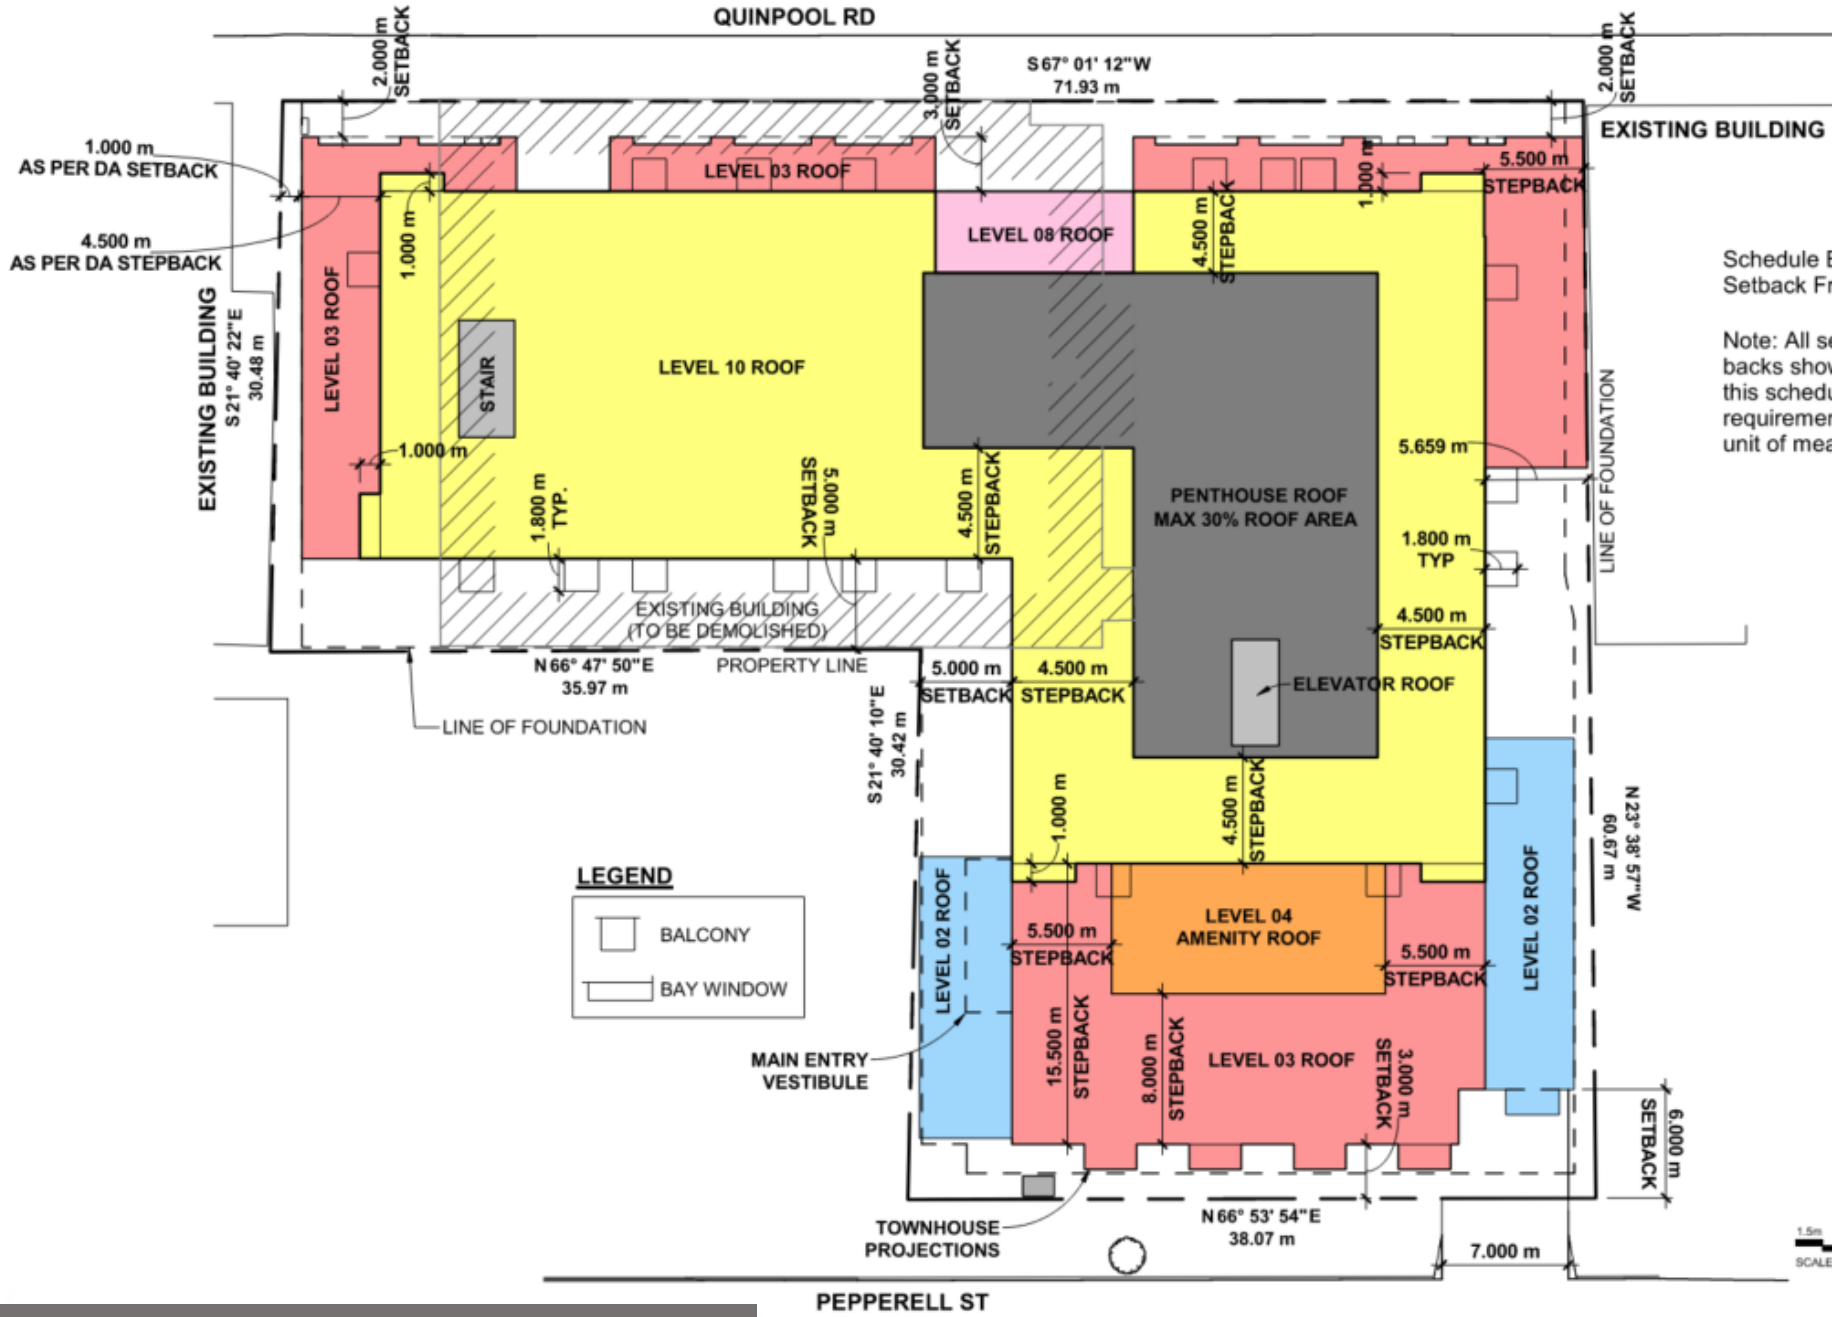 QUINPOOL RD
2.000 m
SETBACK
3.000 m
SETBACK
S 67° 01' 12"W
71.93 m
2.000 m
SETBACK
EXISTING BUILDING
1.000 m
AS PER DA SETBACK
4.500 m
AS PER DA STEPBACK
LEVEL 03 ROOF
1.000 m
5.500 m
STEPBACK
1.000 m
LEVEL 08 ROOF
4.500 m
STEPBACK
Schedule
Setback
Note: All
backs
this
unit of
EXISTING BUILDING
S 21° 40' 22"E
30.48 m
LEVEL 03 ROOF
STAIR
LEVEL 10 ROOF
1.000 m
1.800 m
TYP.
5.000 m
SETBACK
4.500 m
STEPBACK
PENTHOUSE ROOF
MAX 30% ROOF AREA
5.659 m
LINE OF FOUNDATION
1.800 m
TYP
4.500 m
STEPBACK
EXISTING BUILDING
(TO BE DEMOLISHED)
N 66° 47' 50"E
35.97 m
PROPERTY LINE
5.000 m
SETBACK
4.500 m
STEPBACK
ELEVATOR ROOF
LINE OF FOUNDATION
S 21° 40' 10"E
30.42 m
1.000 m
4.500 m
STEPBACK
N 23° 38' 57"W
60.67 m
LEGEND
BALCONY
BAY WINDOW
LEVEL 02 ROOF
5.500 m
STEPBACK
LEVEL 04
AMENITY ROOF
5.500 m
STEPBACK
LEVEL 02 ROOF
MAIN ENTRY
VESTIBULE
15.500 m
STEPBACK
8.000 m
STEPBACK
LEVEL 03 ROOF
3.000 m
SETBACK
6.000 m
SETBACK
TOWNHOUSE
PROJECTIONS
N 66° 53' 54"E
38.07 m
7.000 m
1.5m
SCALE
PEPPERELL ST